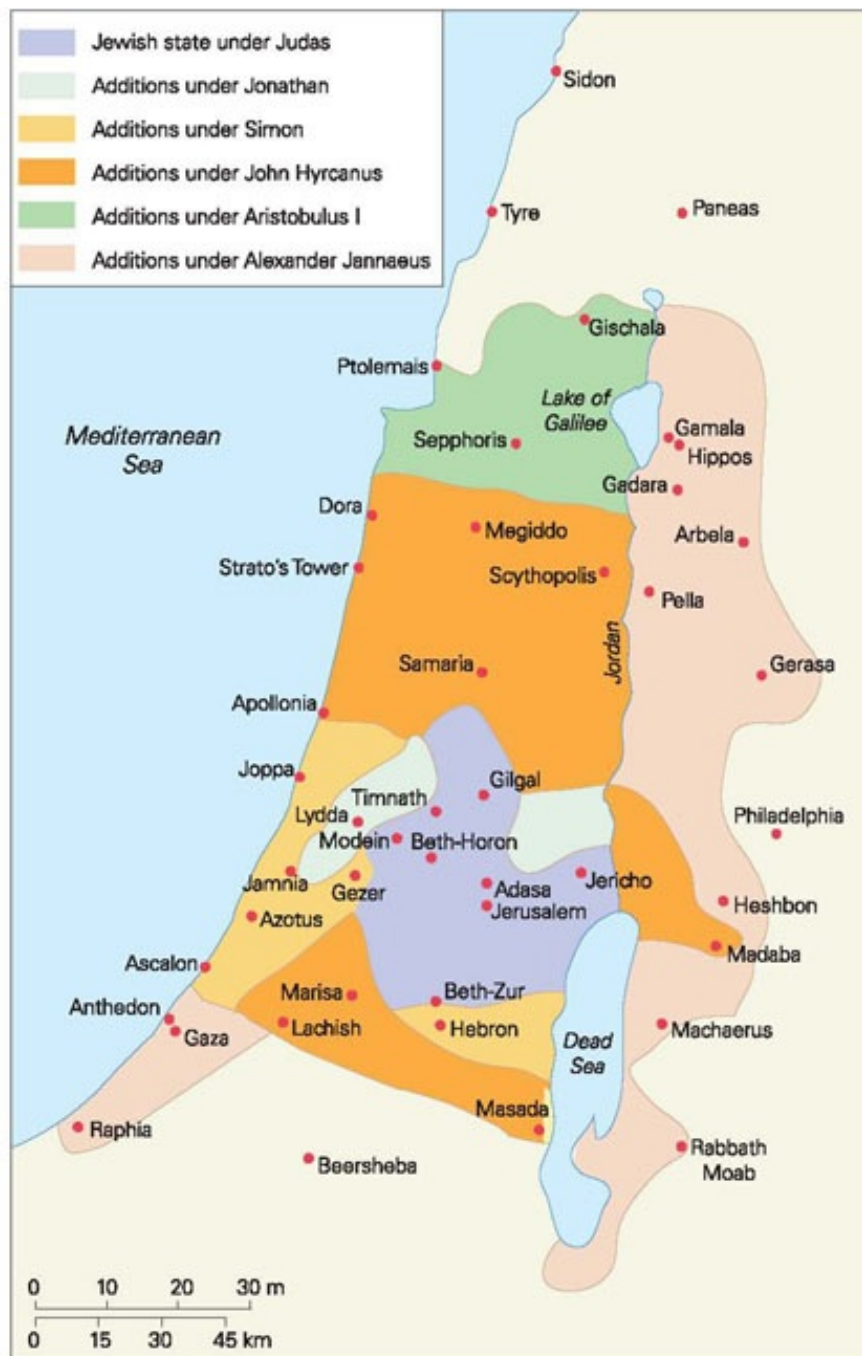 Jewish state under Judas
Additions under Jonathan
Additions under Simon
Additions under John Hyrcanus
Additions under Aristobulus I
Additions under Alexander Jannaeus
Sidon
Tyre
Paneas
Gischala
Ptolemais
Lake of
Galilee
Mediterranean
Sea
Sepphoris
Gamala
Hippos
Gadara
Dora
Megiddo
Arbela
Strato's Tower
Scythopolis
Pella
Jordan
Samaria
Gerasa
Apollonia
Joppa
Gilgal
Timnath
Lydda
Philadelphia
Modein
Beth-Horon
Jamnia
Gezer
Adasa
Jericho
Jerusalem
Heshbon
Azotus
Madaba
Ascalon
Marisa
Beth-Zur
Anthedon
Lachish
Hebron
Machaerus
Gaza
Dead
Sea
Masada
Raphia
Rabbath
Moab
Beersheba
0 10 20 30 m
0 15 30 45 km